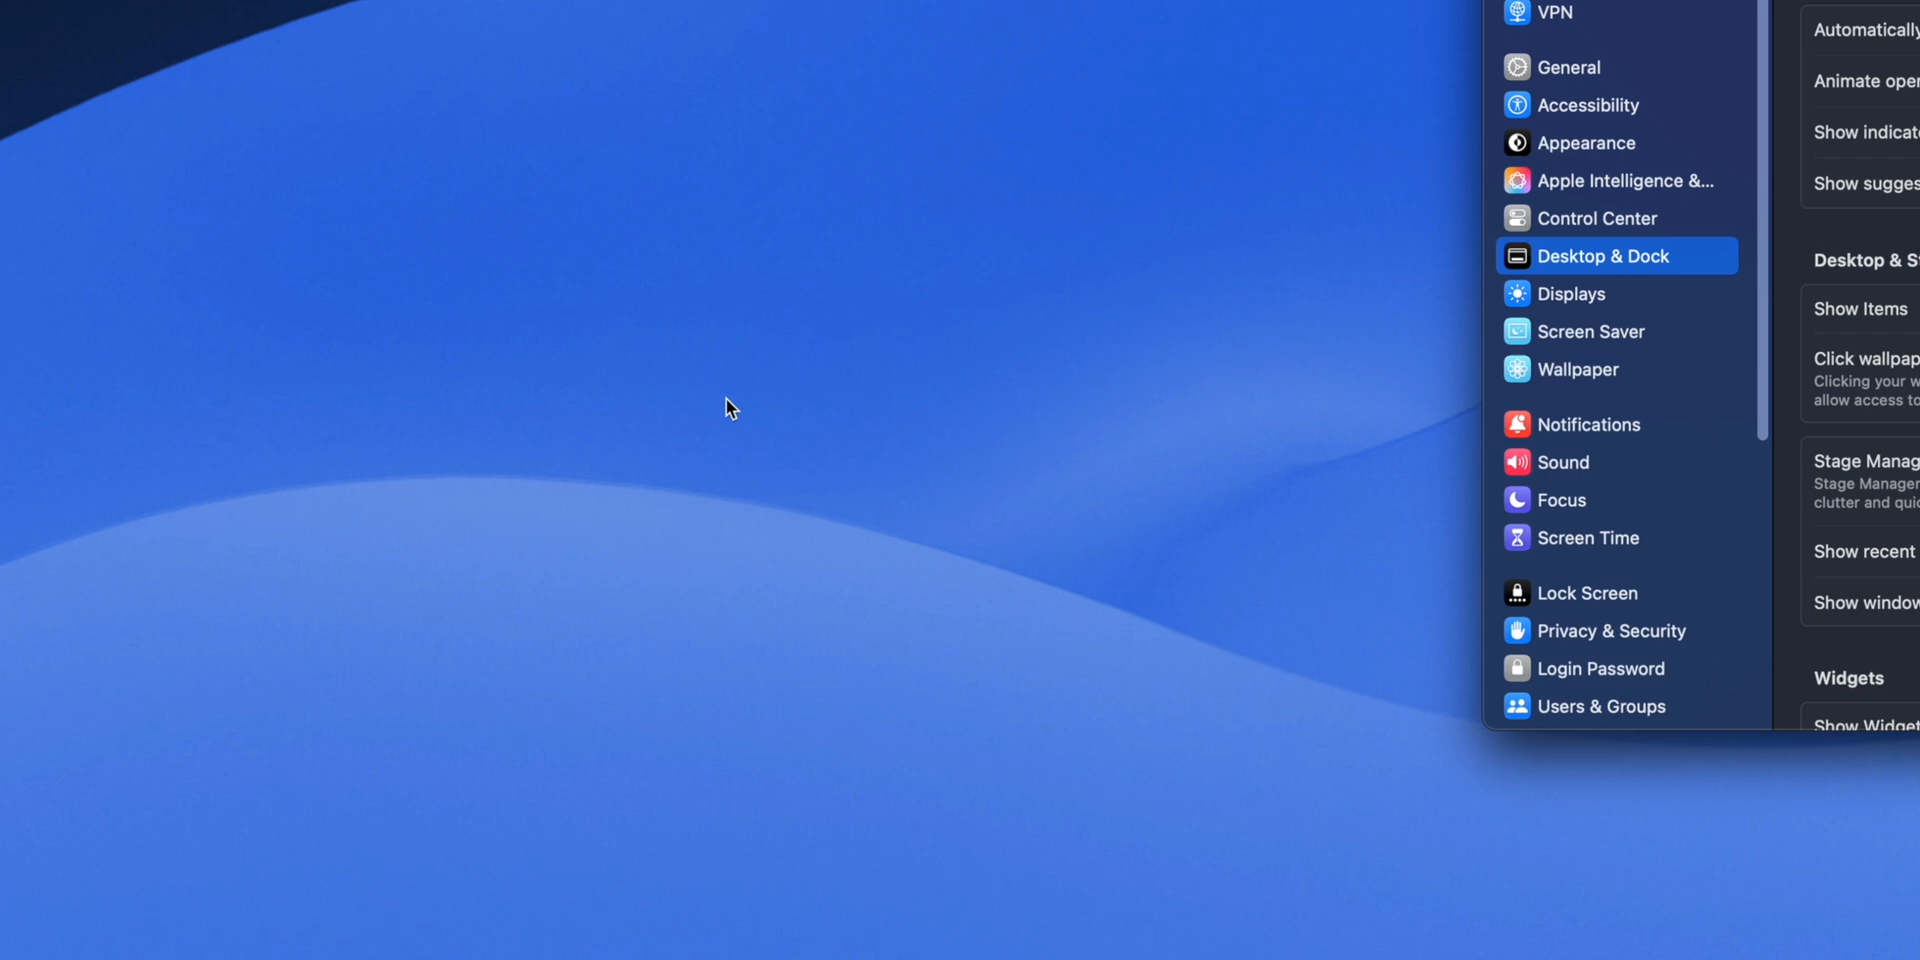 VPN
General
Accessibility
Appearance
Apple Intelligence &...
Control Center
Desktop & Dock
Displays
Screen Saver
Wallpaper
Notifications
Sound
Focus
Screen Time
Lock Screen
Privacy & Security
Login Password
Users & Groups
Automatically
Animate oper
Show indicat
Show sugges
Desktop & S
Show Items
Click wallpap
Clicking your w
allow access to
Stage Manag
Stage Manager
clutter and quic
Show recent
Show window
Widgets
Show Widget